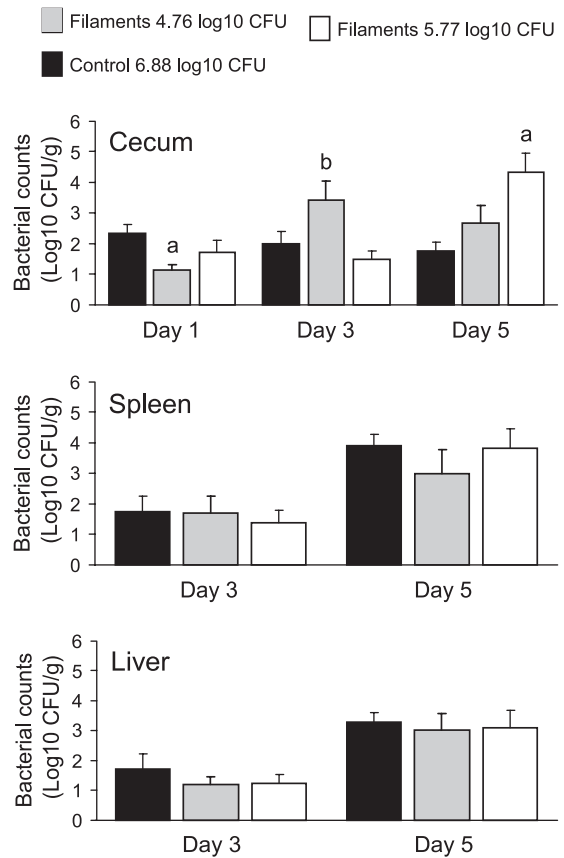 Filaments 4.76 log10 CFU
Filaments 5.77 log10 CFU
Control 6.88 log10 CFU
Bacterial counts
(Log10 CFU/g)
6
5
4
3
2
1
0
Cecum
a
b
a
Day 1
Day 3
Day 5
Bacterial counts
(Log10 CFU/g)
6
5
4
3
2
1
0
Spleen
Day 3
Day 5
Bacterial counts
(Log10 CFU/g)
6
5
4
3
2
1
0
Liver
Day 3
Day 5